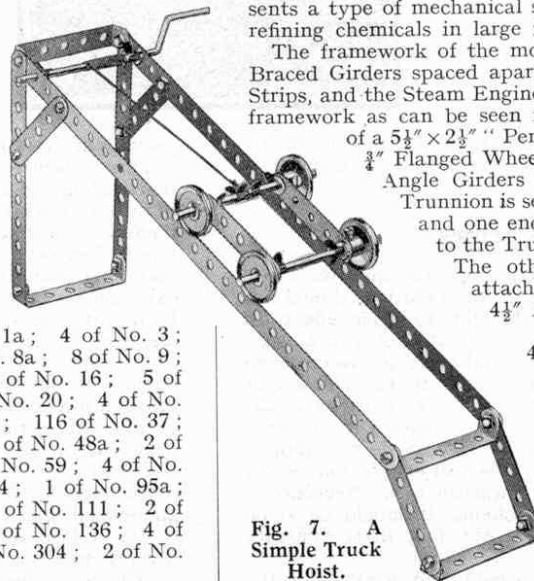 sents a type of mechanical s
refining chemicals in large
The framework of the mo
Braced Girders spaced apar
Strips, and the Steam Engine
framework as can be seen
of a 5½″ × 2½″ “ Per
¾″ Flanged Wheel
Angle Girders
Trunnion is se
and one end
to the Tru
The oth
attach
4½″
4
1a ; 4 of No. 3 ;
. 8a ; 8 of No. 9 ;
of No. 16 ; 5 of
No. 20 ; 4 of No.
; 116 of No. 37 ;
of No. 48a ; 2 of
No. 59 ; 4 of No.
4 ; 1 of No. 95a ;
of No. 111 ; 2 of
of No. 136 ; 4 of
No. 304 ; 2 of No.
Fig. 7. A
Simple Truck
Hoist.